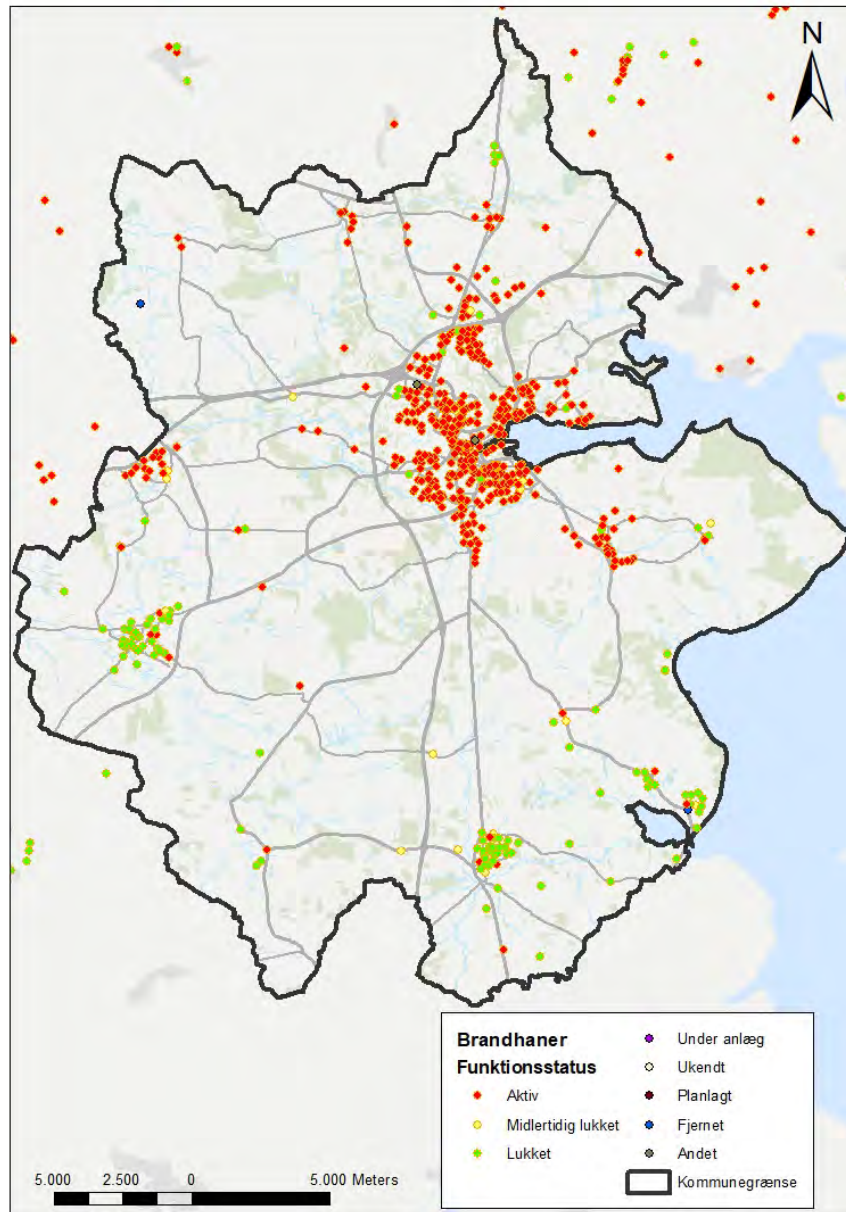 N
Brandhaner
Funktionsstatus
Aktiv
Midlertidig lukket
Lukket
Under anlæg
Ukendt
Planlagt
Fjernet
Andet
Kommunegrænse
5.000 2.500 0 5.000 Meters